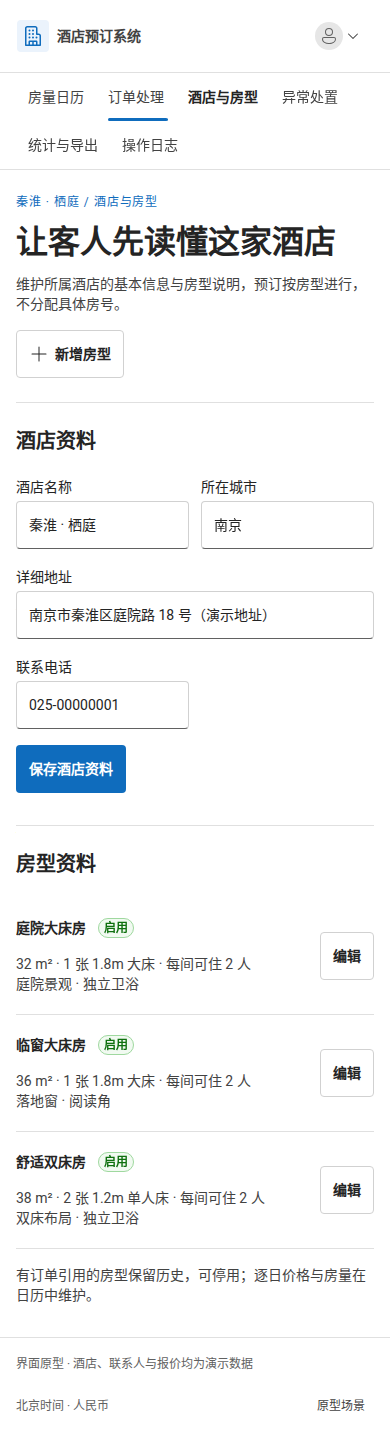 酒店预订系统
房量日历 订单处理 酒店与房型 异常处置
统计与导出 操作日志
秦淮 · 栖庭 / 酒店与房型
让客人先读懂这家酒店
维护所属酒店的基本信息与房型说明，预订按房型进行，
不分配具体房号。
新增房型
酒店资料
酒店名称 所在城市
秦淮 · 栖庭 南京
详细地址
南京市秦淮区庭院路 18 号（演示地址）
联系电话
025-00000001
保存酒店资料
房型资料
庭院大床房 启用
32 m² · 1 张 1.8m 大床 · 每间可住 2 人
庭院景观 · 独立卫浴
编辑
临窗大床房 启用
36 m² · 1 张 1.8m 大床 · 每间可住 2 人
落地窗 · 阅读角
编辑
舒适双床房 启用
38 m² · 2 张 1.2m 单人床 · 每间可住 2 人
双床布局 · 独立卫浴
编辑
有订单引用的房型保留历史，可停用；逐日价格与房量在
日历中维护。
界面原型 · 酒店、联系人与报价均为演示数据
北京时间 · 人民币 原型场景